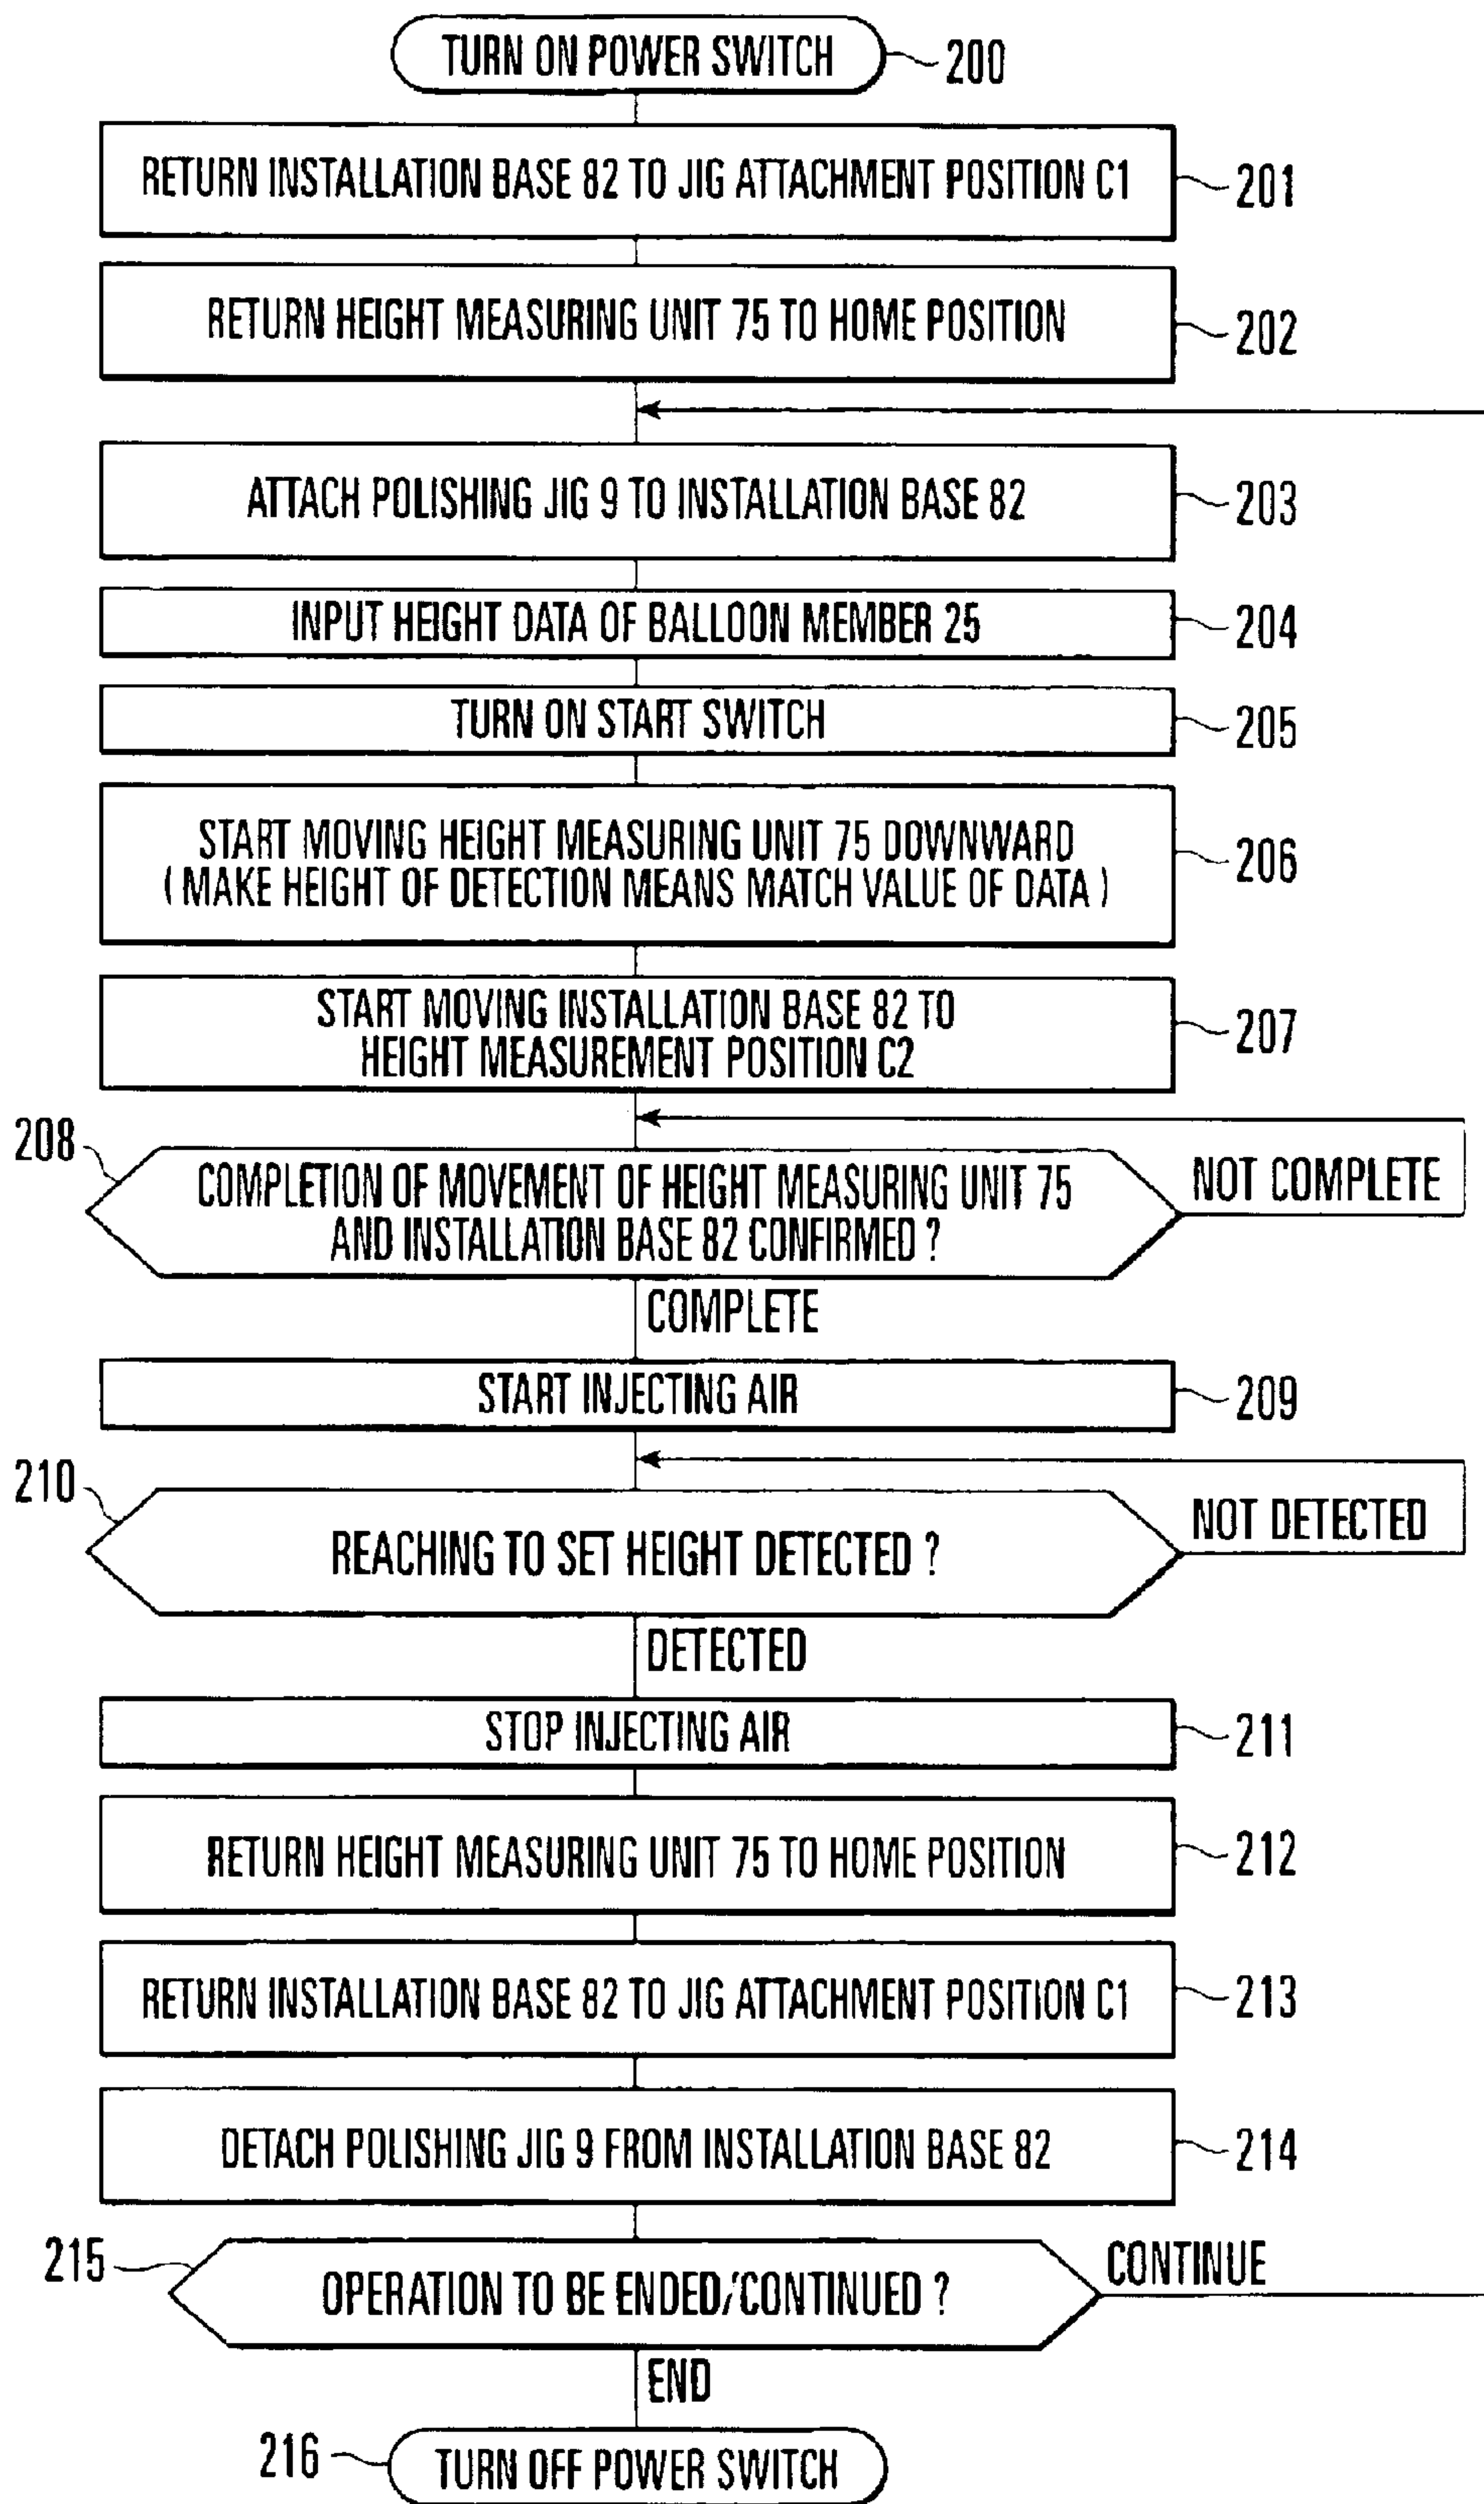 TURN ON POWER SWITCH
200
RETURN INSTALLATION BASE 82 TO JIG ATTACHMENT POSITION C1
201
RETURN HEIGHT MEASURING UNIT 75 TO HOME POSITION
202
ATTACH POLISHING JIG 9 TO INSTALLATION BASE 82
203
INPUT HEIGHT DATA OF BALLOON MEMBER 25
204
TURN ON START SWITCH
205
START MOVING HEIGHT MEASURING UNIT 75 DOWNWARD
(MAKE HEIGHT OF DETECTION MEANS MATCH VALUE OF DATA)
206
START MOVING INSTALLATION BASE 82 TO
HEIGHT MEASUREMENT POSITION C2
207
208
COMPLETION OF MOVEMENT OF HEIGHT MEASURING UNIT 75
AND INSTALLATION BASE 82 CONFIRMED ?
NOT COMPLETE
COMPLETE
START INJECTING AIR
209
210
REACHING TO SET HEIGHT DETECTED ?
NOT DETECTED
DETECTED
STOP INJECTING AIR
211
RETURN HEIGHT MEASURING UNIT 75 TO HOME POSITION
212
RETURN INSTALLATION BASE 82 TO JIG ATTACHMENT POSITION C1
213
DETACH POLISHING JIG 9 FROM INSTALLATION BASE 82
214
215
OPERATION TO BE ENDED/CONTINUED ?
CONTINUE
END
216
TURN OFF POWER SWITCH